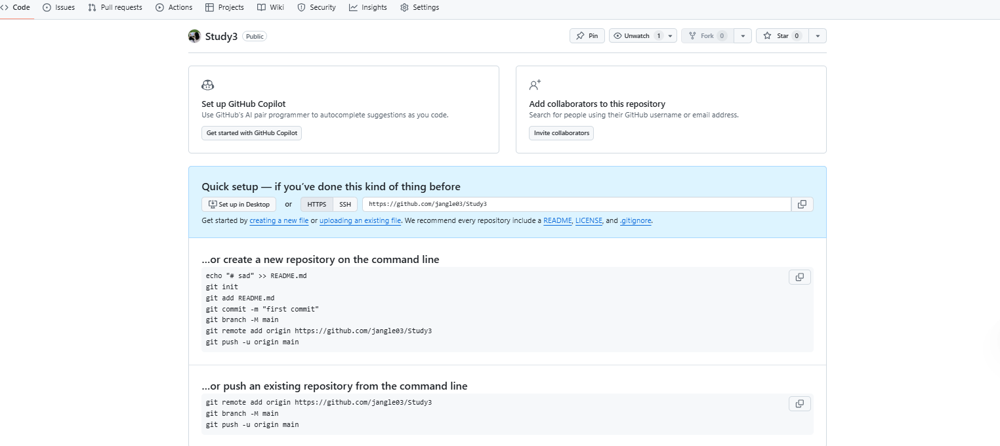 Code Issues Pull requests Actions Projects Wiki Security Insights Settings
Study3 Public Pin Unwatch 1 Fork 0 Star 0
Set up GitHub Copilot
Use GitHub's AI pair programmer to autocomplete suggestions as you code.
Get started with GitHub Copilot
Add collaborators to this repository
Search for people using their GitHub username or email address.
Invite collaborators
Quick setup — if you've done this kind of thing before
Set up in Desktop or HTTPS SSH https://github.com/jangle03/Study3
Get started by creating a new file or uploading an existing file. We recommend every repository include a README, LICENSE, and .gitignore.
...or create a new repository on the command line
echo "# sad" >> README.md
git init
git add README.md
git commit -m "first commit"
git branch -M main
git remote add origin https://github.com/jangle03/Study3
git push -u origin main
...or push an existing repository from the command line
git remote add origin https://github.com/jangle03/Study3
git branch -M main
git push -u origin main